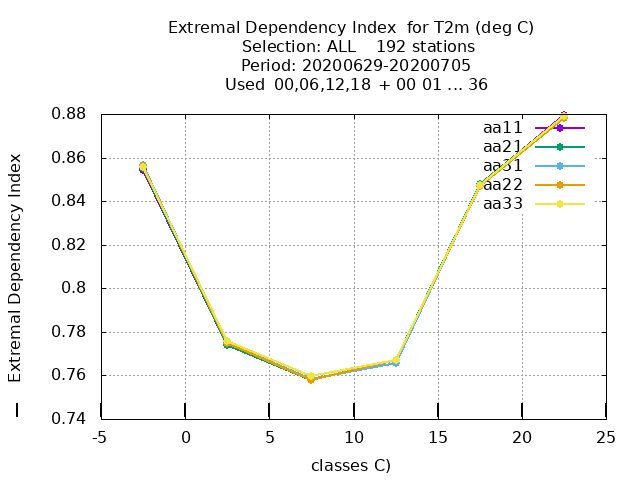 Extremal Dependency Index for T2m (deg C)
Selection: ALL 192 stations
Period: 20200629-20200705
Used 00,06,12,18 + 00 01 ... 36
Extremal Dependency Index
0.88
0.86
0.84
0.82
0.8
0.78
0.76
0.74
aa11
aa21
aa31
aa22
aa33
-5
0
5
10
15
20
25
classes C)